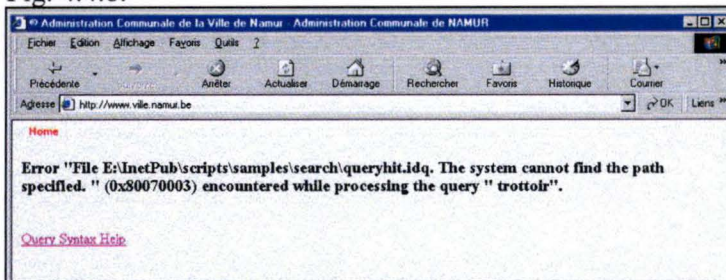 Administration Communale de la Ville de Namur - Administration Communale de NAMUR
Fichier Edition Affichage Favoris Outils ?
Précédente Arrêter Actualiser Démarrage Rechercher Favoris Historique Courrier
Adresse http://www.ville.namur.be OK Liens
Home
Error "File E:\InetPub\scripts\samples\search\queryhit.idq. The system cannot find the path
specified. " (0x80070003) encountered while processing the query " trottoir".
Query Syntax Help